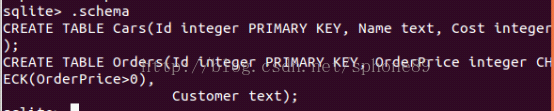 sqlite> .schema
CREATE TABLE Cars(Id integer PRIMARY KEY, Name text, Cost integer
);
CREATE TABLE Orders(Id integer PRIMARY KEY, OrderPrice integer CH
ECK(OrderPrice>0),
http://blog.csdn.net/sphone89
Customer text);
sqlite>